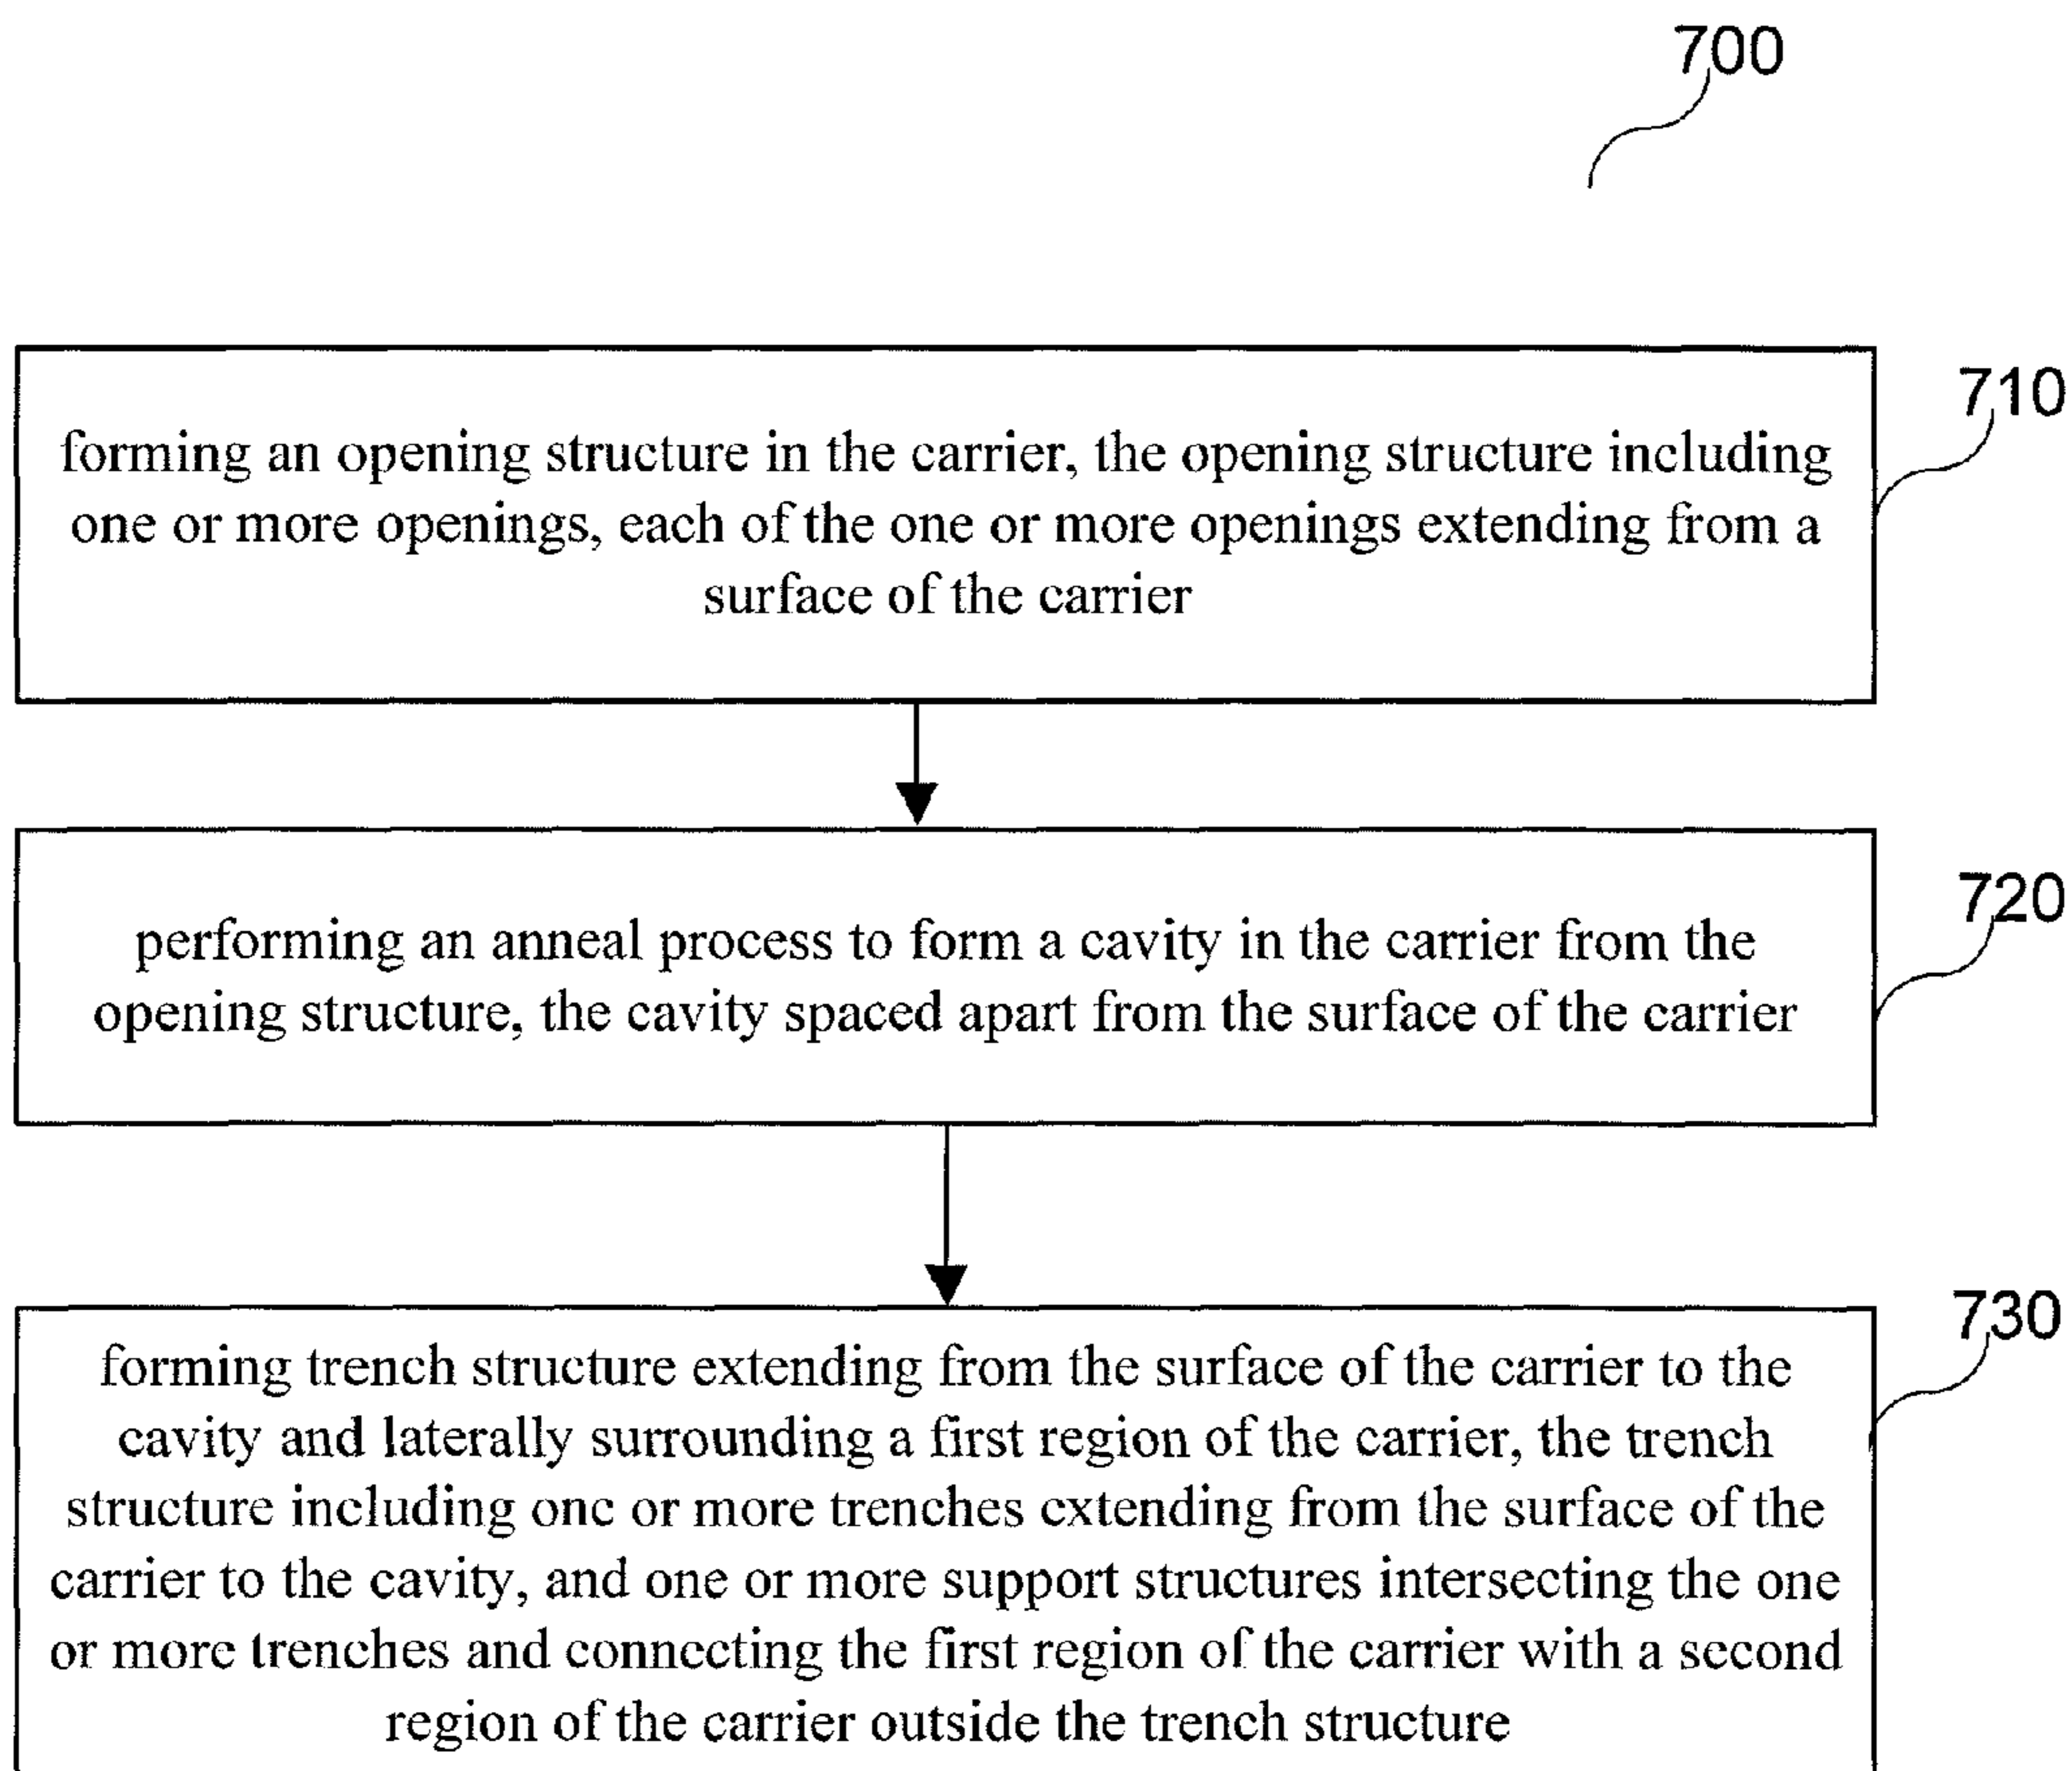 700
710
forming an opening structure in the carrier, the opening structure including
one or more openings, each of the one or more openings extending from a
surface of the carrier
720
performing an anneal process to form a cavity in the carrier from the
opening structure, the cavity spaced apart from the surface of the carrier
730
forming trench structure extending from the surface of the carrier to the
cavity and laterally surrounding a first region of the carrier, the trench
structure including one or more trenches extending from the surface of the
carrier to the cavity, and one or more support structures intersecting the one
or more trenches and connecting the first region of the carrier with a second
region of the carrier outside the trench structure